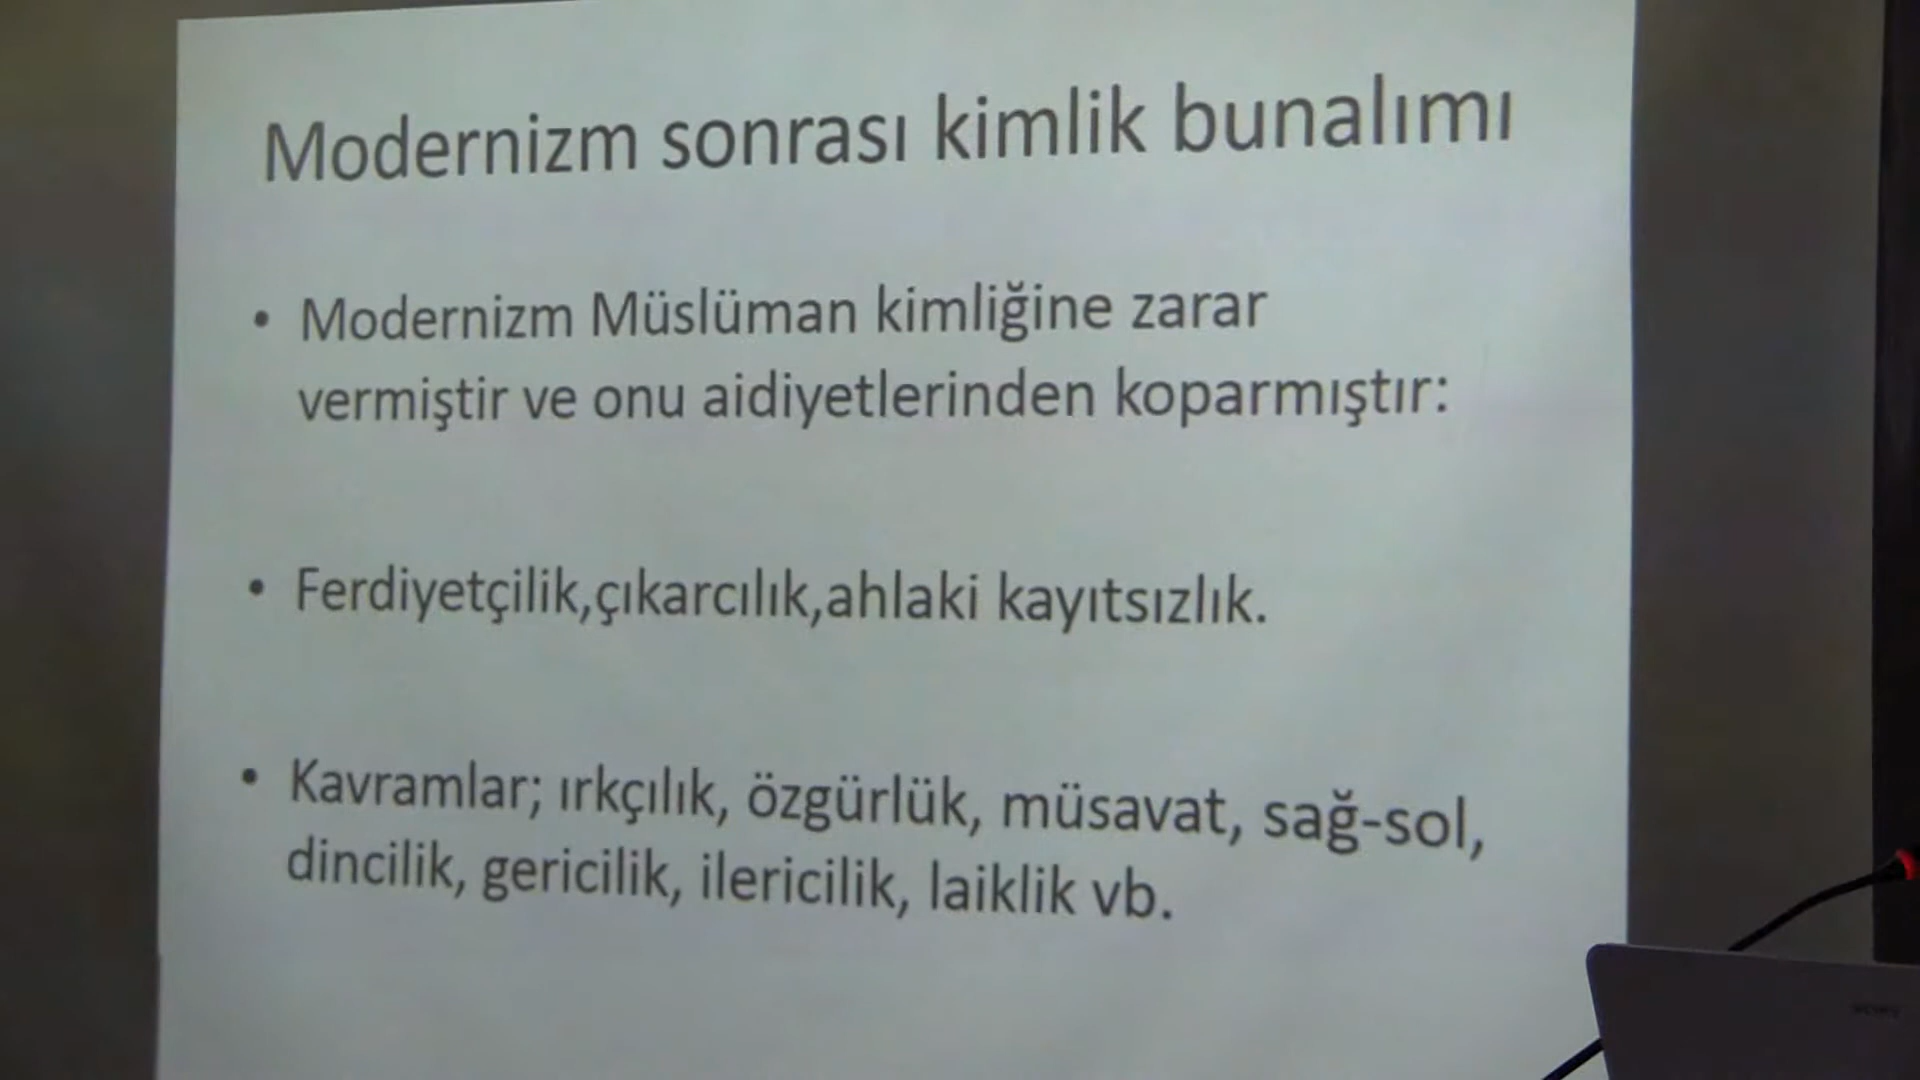 Modernizm sonrası kimlik bunalımı
• Modernizm Müslüman kimliğine zarar
vermiştir ve onu aidiyetlerinden koparmıştır:
• Ferdiyetçilik,çıkarcılık,ahlaki kayıtsızlık.
• Kavramlar; ırkçılık, özgürlük, müsavat, sağ-sol,
dincilik, gericilik, ilericilik, laiklik vb.